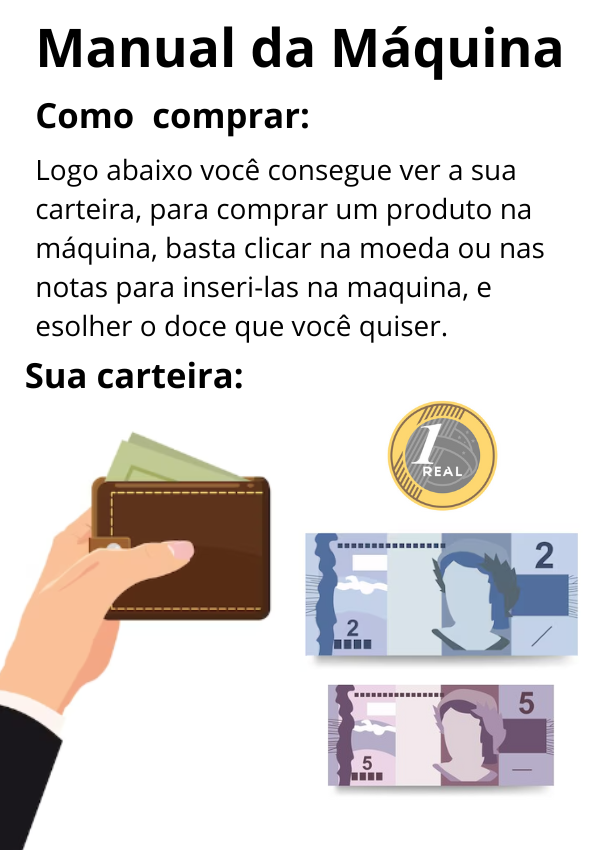 Manual da Máquina
Como comprar:
Logo abaixo você consegue ver a sua
carteira, para comprar um produto na
máquina, basta clicar na moeda ou nas
notas para inseri-las na maquina, e
esolher o doce que você quiser.
Sua carteira:
1
REAL
2
2
5
5